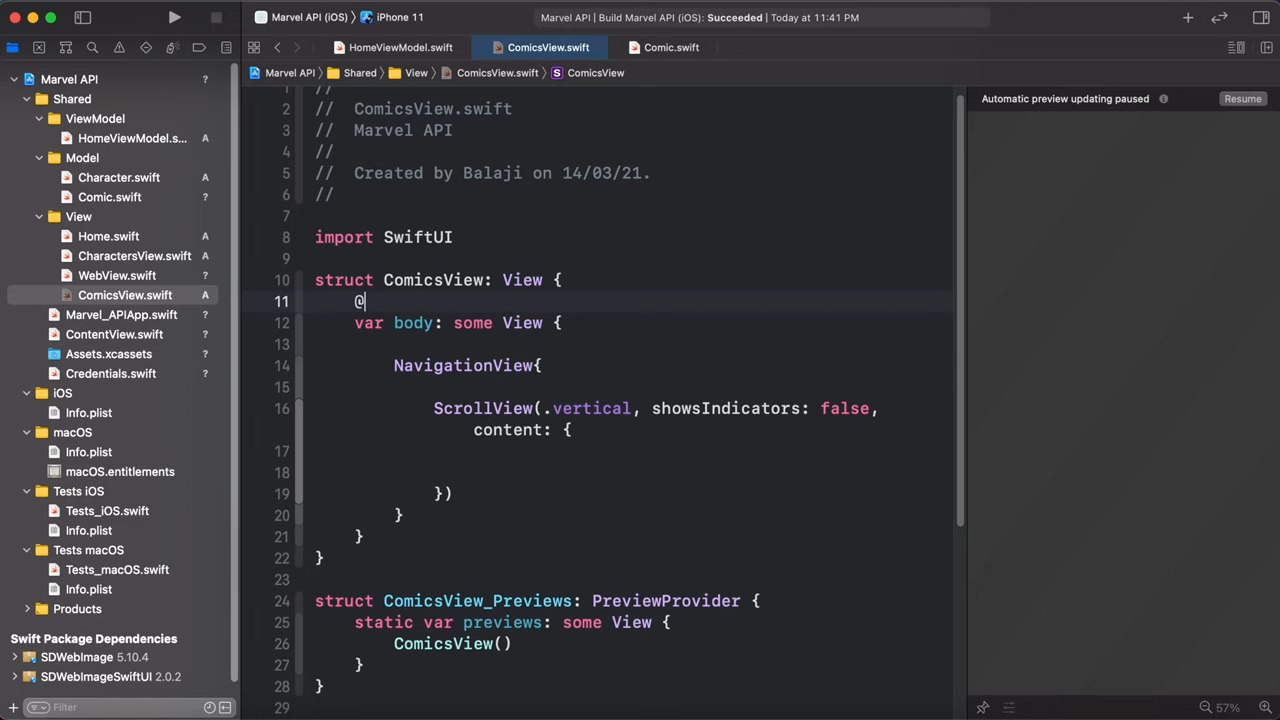 Marvel API (iOS) › iPhone 11
Marvel API | Build Marvel API (iOS): Succeeded | Today at 11:41 PM
HomeViewModel.swift
ComicsView.swift
Comic.swift
Marvel API › Shared › View › ComicsView.swift › S ComicsView
Marvel API ?
Shared
ViewModel
HomeViewModel.s... A
Model
Character.swift ?
Comic.swift ?
View
Home.swift A
CharactersView.swift A
WebView.swift ?
ComicsView.swift A
Marvel_APIApp.swift ?
ContentView.swift ?
Assets.xcassets ?
Credentials.swift ?
iOS
Info.plist
macOS
Info.plist
macOS.entitlements
Tests iOS
Tests_iOS.swift
Info.plist
Tests macOS
Tests_macOS.swift
Info.plist
Products
Swift Package Dependencies
SDWebImage 5.10.4
SDWebImageSwiftUI 2.0.2
Filter
1 //
2 // ComicsView.swift
3 // Marvel API
4 //
5 // Created by Balaji on 14/03/21.
6 //
7
8 import SwiftUI
9
10 struct ComicsView: View {
11 @
12 var body: some View {
13
14 NavigationView{
15
16 ScrollView(.vertical, showsIndicators: false,
content: {
17
18
19 })
20 }
21 }
22 }
23
24 struct ComicsView_Previews: PreviewProvider {
25 static var previews: some View {
26 ComicsView()
27 }
28 }
29
Automatic preview updating paused
Resume
57%